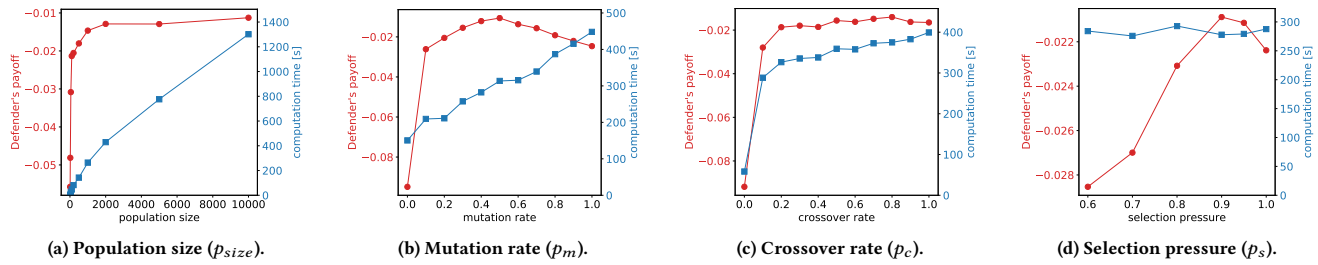 Defender's payoff
−0.01
−0.02
−0.03
−0.04
−0.05
0 2000 4000 6000 8000 10000
population size
0
200
400
600
800
1000
1200
1400
computation time [s]
(a) Population size (p_size).
Defender's payoff
−0.02
−0.04
−0.06
−0.08
0.0 0.2 0.4 0.6 0.8 1.0
mutation rate
0
100
200
300
400
500
computation time [s]
(b) Mutation rate (p_m).
Defender's payoff
−0.02
−0.04
−0.06
−0.08
0.0 0.2 0.4 0.6 0.8 1.0
crossover rate
0
100
200
300
400
computation time [s]
(c) Crossover rate (p_c).
Defender's payoff
−0.022
−0.024
−0.026
−0.028
0.6 0.7 0.8 0.9 1.0
selection pressure
0
50
100
150
200
250
300
computation time [s]
(d) Selection pressure (p_s).